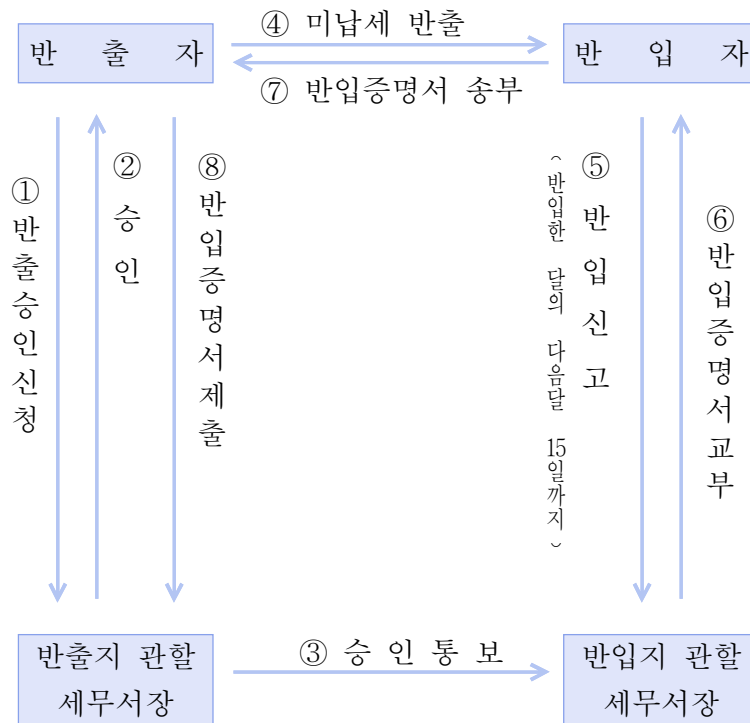 반 출 자
④ 미납세 반출
반 입 자
⑦ 반입증명서 송부
①반출승인신청
② 승인
⑧반입증명서제출
(반입한 달의 다음달 15일까지)
⑤ 반입신고
⑥반입증명서교부
반출지 관할
세무서장
③ 승 인 통 보
반입지 관할
세무서장